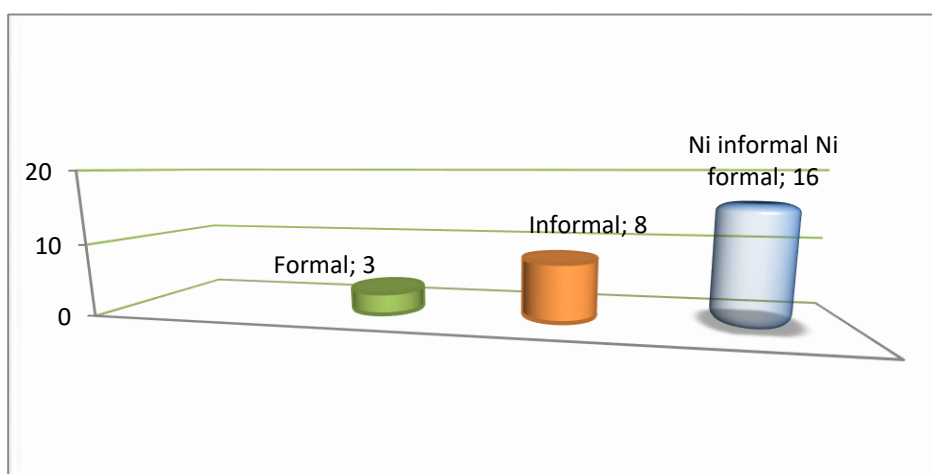 Ni informal Ni
formal; 16
20
Informal; 8
10
Formal; 3
0